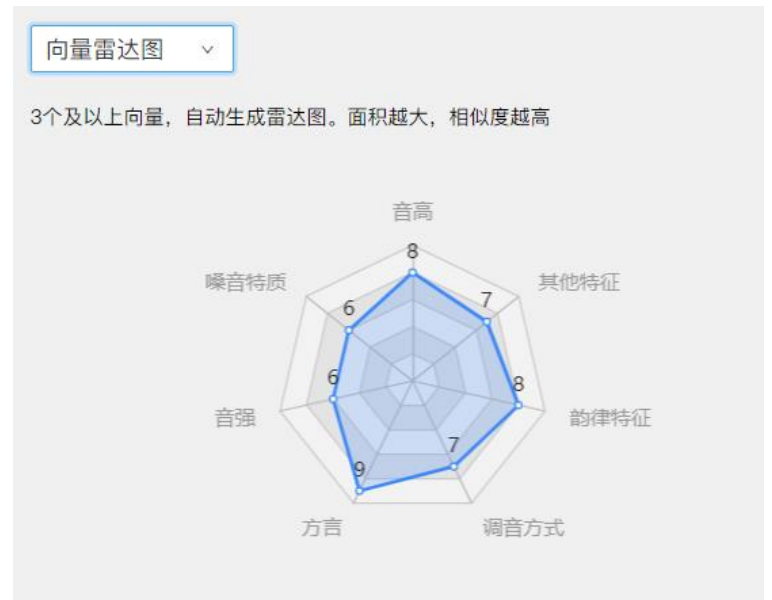 向量雷达图
3个及以上向量，自动生成雷达图。面积越大，相似度越高
音高
8
嗓音特质
其他特征
6
7
6
8
音强
韵律特征
7
9
方言
调音方式